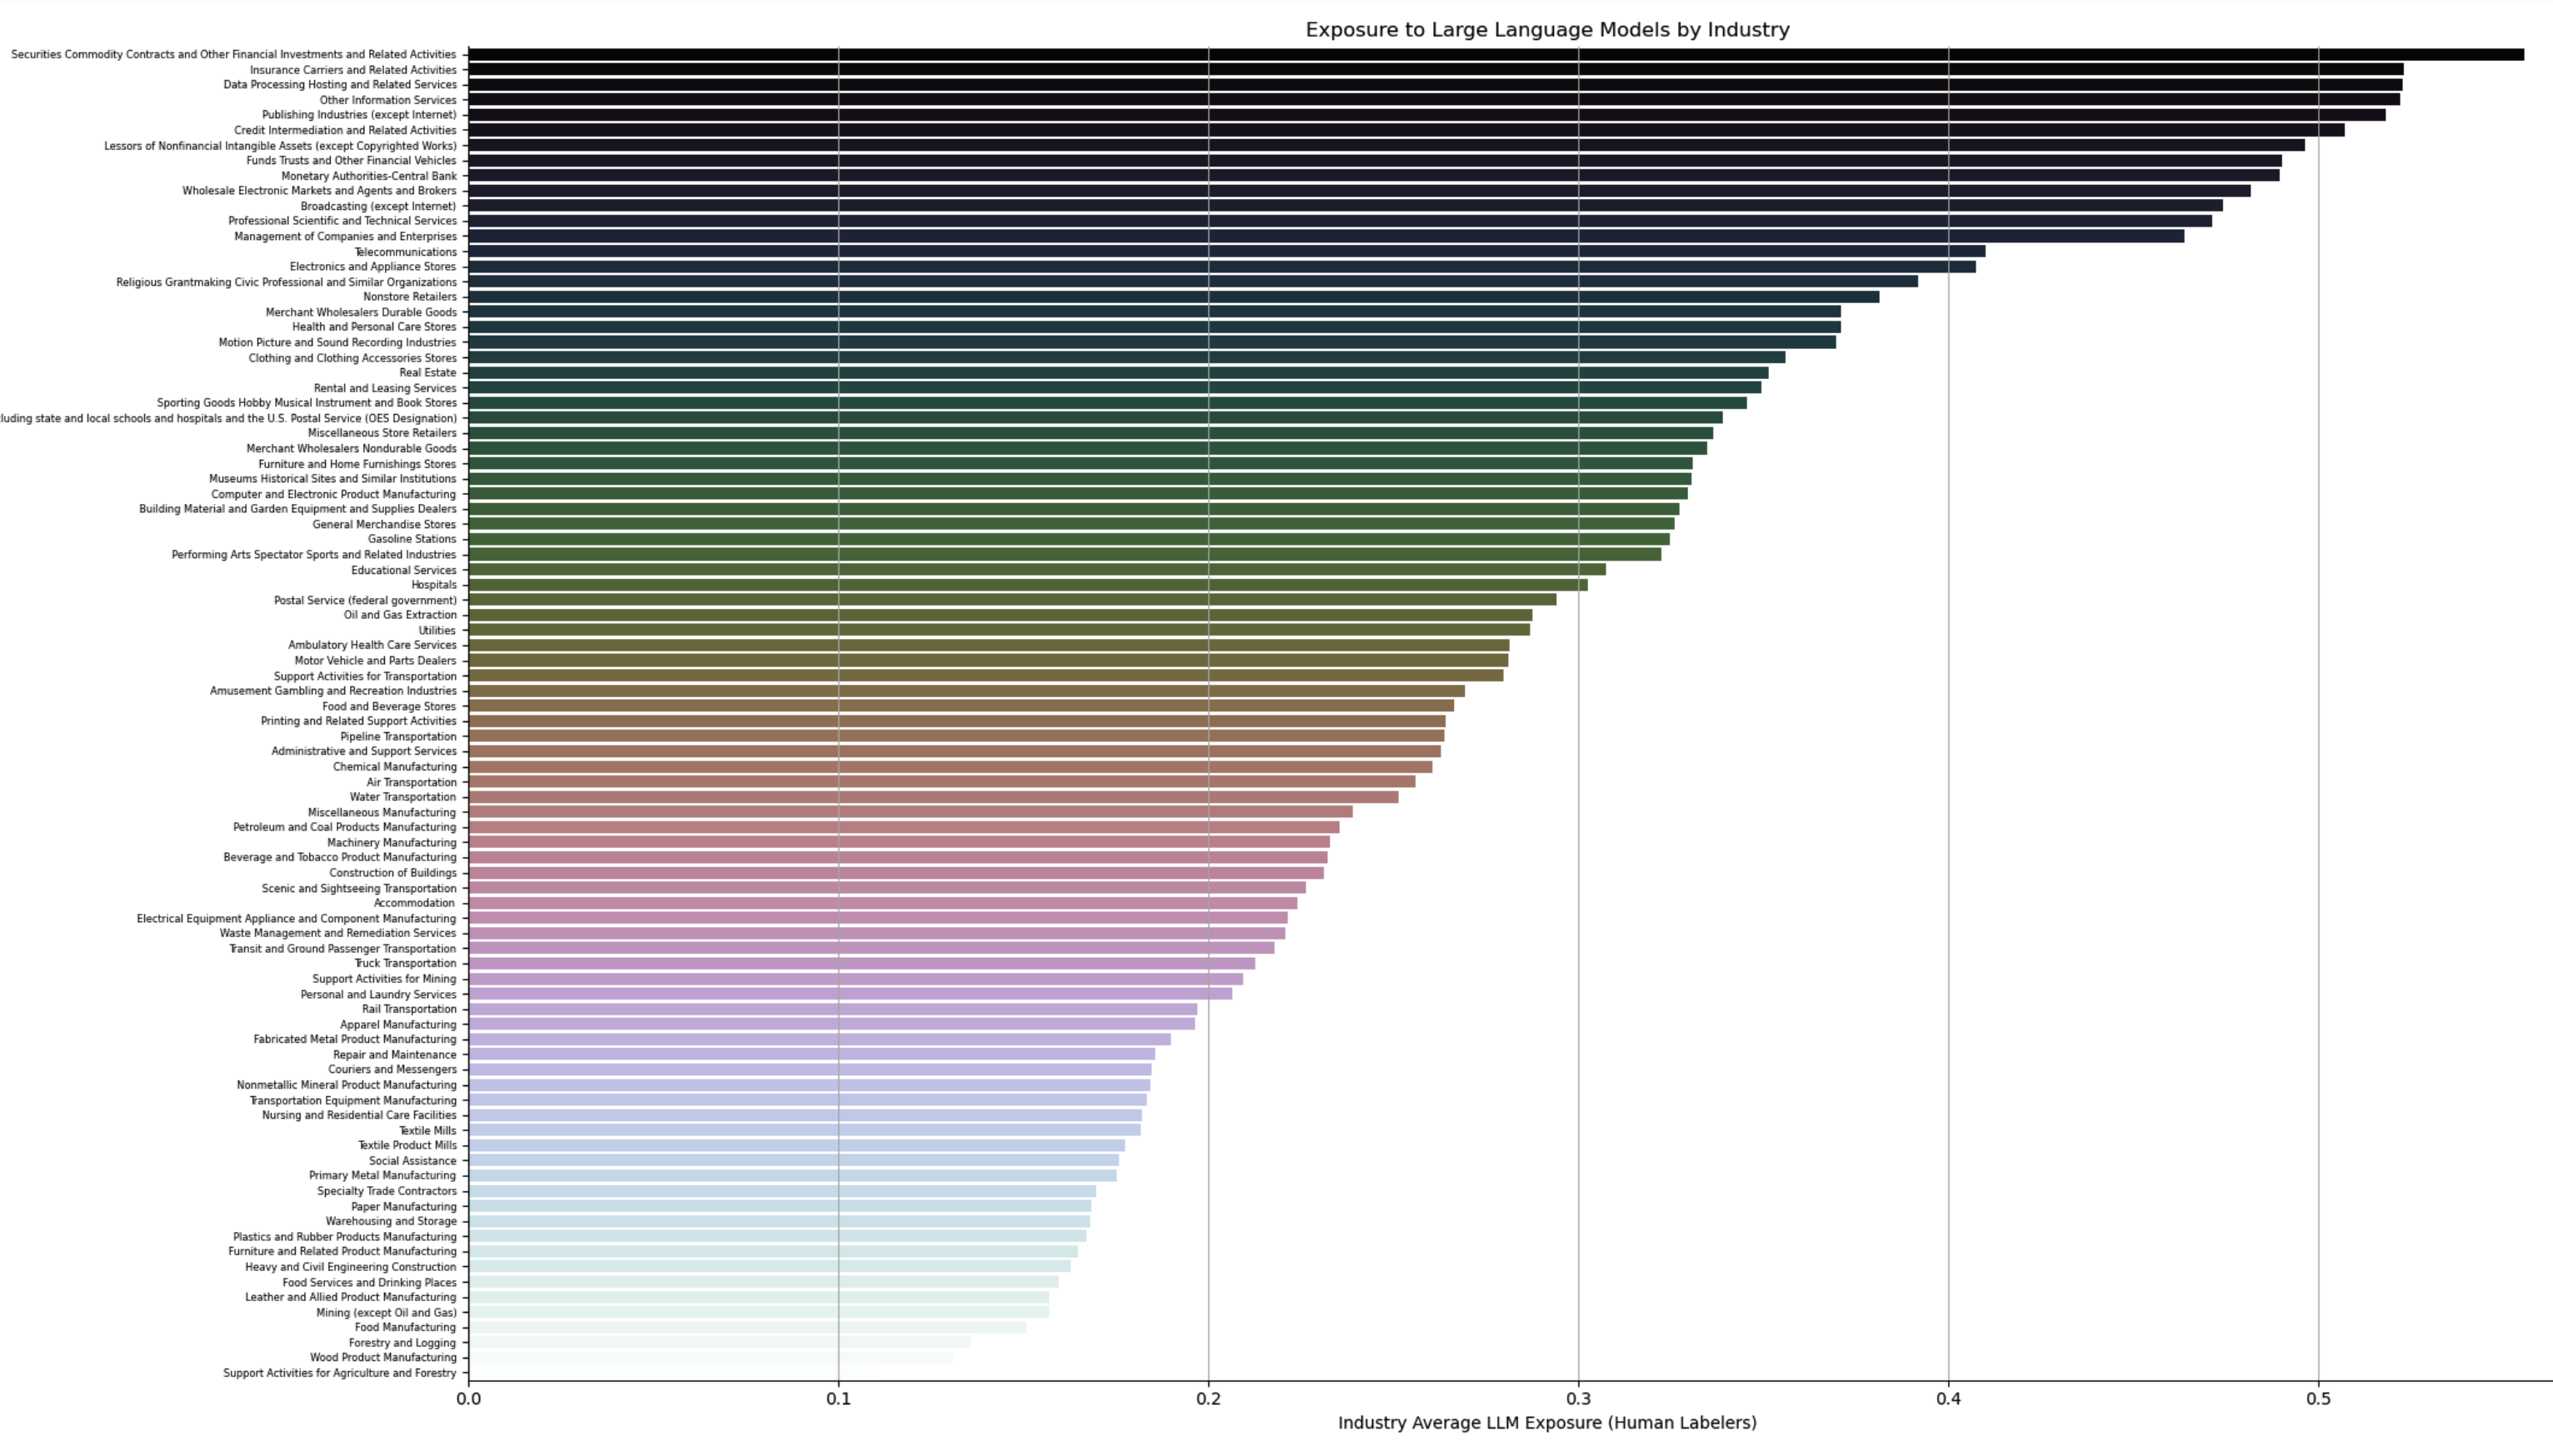 Exposure to Large Language Models by Industry
Securities Commodity Contracts and Other Financial Investments and Related Activities
Insurance Carriers and Related Activities
Data Processing Hosting and Related Services
Other Information Services
Publishing Industries (except Internet)
Credit Intermediation and Related Activities
Lessors of Nonfinancial Intangible Assets (except Copyrighted Works)
Funds Trusts and Other Financial Vehicles
Monetary Authorities-Central Bank
Wholesale Electronic Markets and Agents and Brokers
Broadcasting (except Internet)
Professional Scientific and Technical Services
Management of Companies and Enterprises
Telecommunications
Electronics and Appliance Stores
Religious Grantmaking Civic Professional and Similar Organizations
Nonstore Retailers
Merchant Wholesalers Durable Goods
Health and Personal Care Stores
Motion Picture and Sound Recording Industries
Clothing and Clothing Accessories Stores
Real Estate
Rental and Leasing Services
Sporting Goods Hobby Musical Instrument and Book Stores
luding state and local schools and hospitals and the U.S. Postal Service (OES Designation)
Miscellaneous Store Retailers
Merchant Wholesalers Nondurable Goods
Furniture and Home Furnishings Stores
Museums Historical Sites and Similar Institutions
Computer and Electronic Product Manufacturing
Building Material and Garden Equipment and Supplies Dealers
General Merchandise Stores
Gasoline Stations
Performing Arts Spectator Sports and Related Industries
Educational Services
Hospitals
Postal Service (federal government)
Oil and Gas Extraction
Utilities
Ambulatory Health Care Services
Motor Vehicle and Parts Dealers
Support Activities for Transportation
Amusement Gambling and Recreation Industries
Food and Beverage Stores
Printing and Related Support Activities
Pipeline Transportation
Administrative and Support Services
Chemical Manufacturing
Air Transportation
Water Transportation
Miscellaneous Manufacturing
Petroleum and Coal Products Manufacturing
Machinery Manufacturing
Beverage and Tobacco Product Manufacturing
Construction of Buildings
Scenic and Sightseeing Transportation
Accommodation
Electrical Equipment Appliance and Component Manufacturing
Waste Management and Remediation Services
Transit and Ground Passenger Transportation
Truck Transportation
Support Activities for Mining
Personal and Laundry Services
Rail Transportation
Apparel Manufacturing
Fabricated Metal Product Manufacturing
Repair and Maintenance
Couriers and Messengers
Nonmetallic Mineral Product Manufacturing
Transportation Equipment Manufacturing
Nursing and Residential Care Facilities
Textile Mills
Textile Product Mills
Social Assistance
Primary Metal Manufacturing
Specialty Trade Contractors
Paper Manufacturing
Warehousing and Storage
Plastics and Rubber Products Manufacturing
Furniture and Related Product Manufacturing
Heavy and Civil Engineering Construction
Food Services and Drinking Places
Leather and Allied Product Manufacturing
Mining (except Oil and Gas)
Food Manufacturing
Forestry and Logging
Wood Product Manufacturing
Support Activities for Agriculture and Forestry
0.0 0.1 0.2 0.3 0.4 0.5
Industry Average LLM Exposure (Human Labelers)